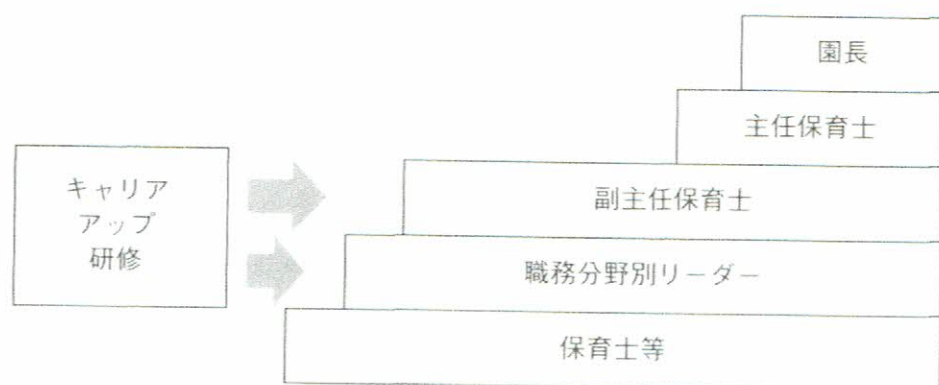 園長
主任保育士
キャリア
アップ
研修
副主任保育士
職務分野別リーダー
保育士等